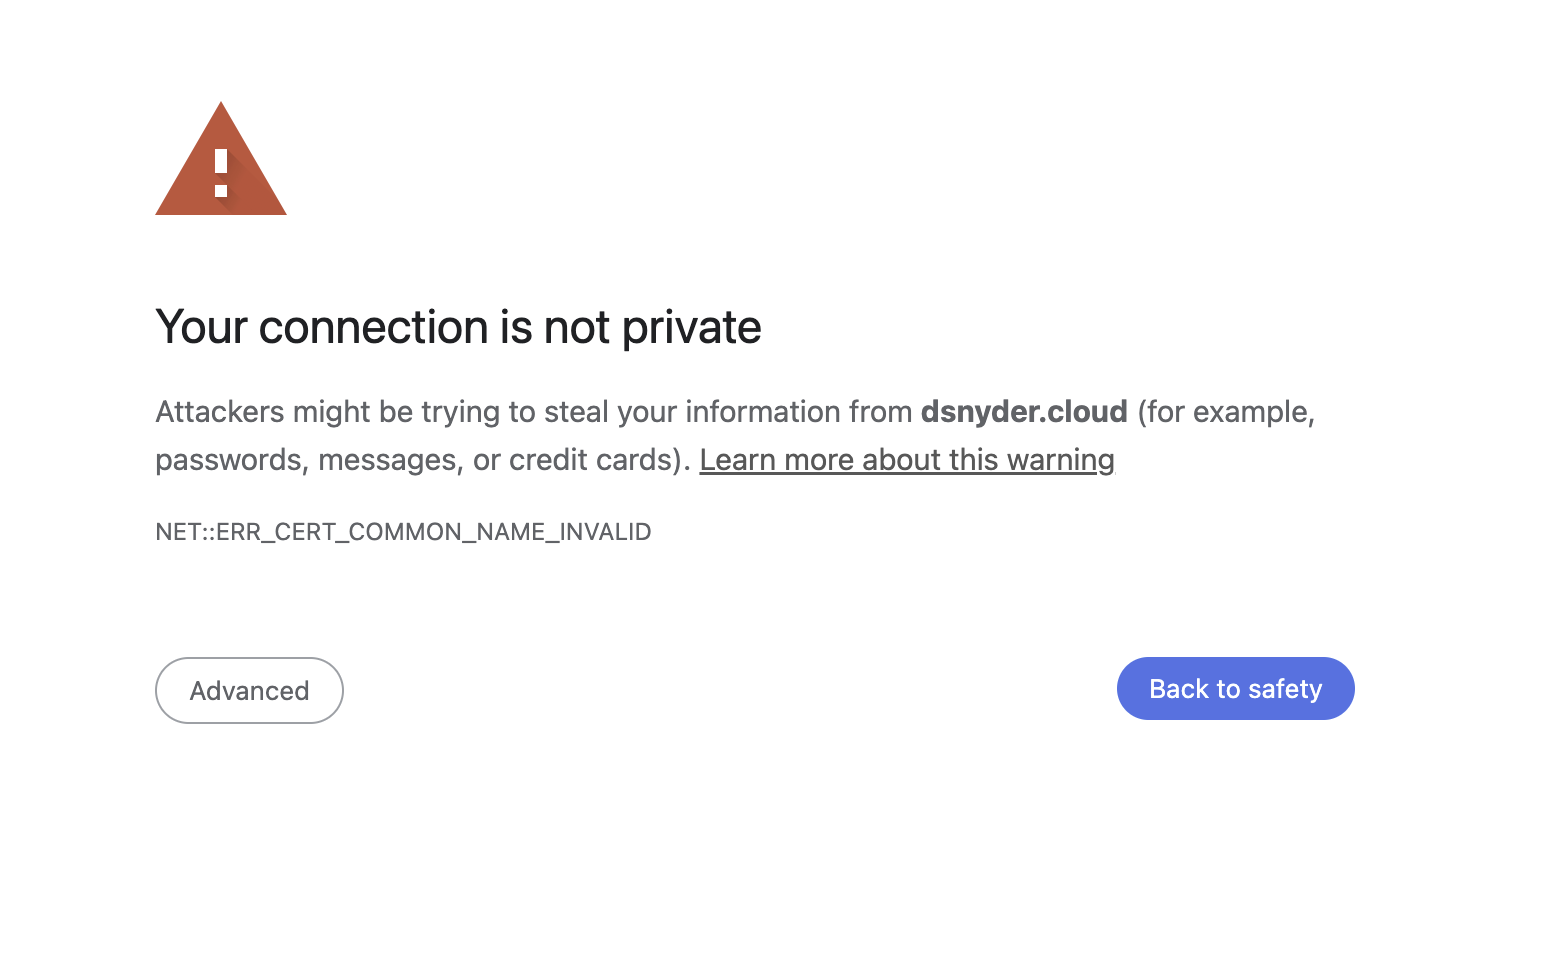 Your connection is not private
Attackers might be trying to steal your information from dsnyder.cloud (for example,
passwords, messages, or credit cards). Learn more about this warning
NET::ERR_CERT_COMMON_NAME_INVALID
Advanced
Back to safety